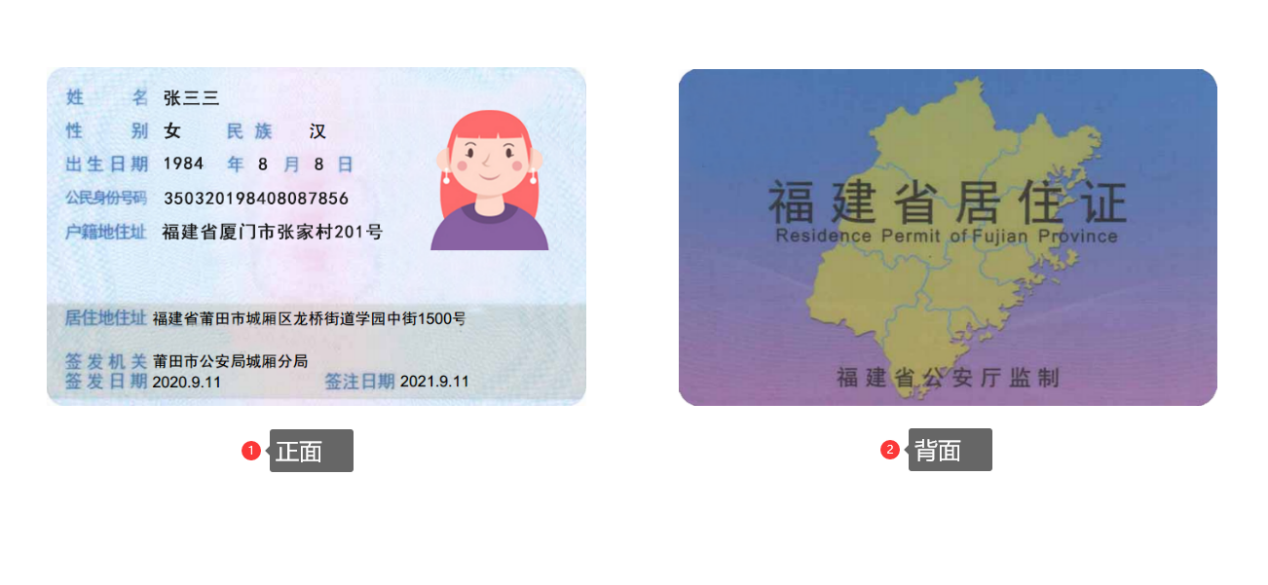 姓 名 张三三
性 别 女 民 族 汉
出生日期 1984 年 8 月 8 日
公民身份号码 350320198408087856
户籍地住址 福建省厦门市张家村201号
居住地住址 福建省莆田市城厢区龙桥街道学园中街1500号
签发机关 莆田市公安局城厢分局
签发日期 2020.9.11 签注日期 2021.9.11
1 正面
福建省居住证
Residence Permit of Fujian Province
福建省公安厅监制
2 背面